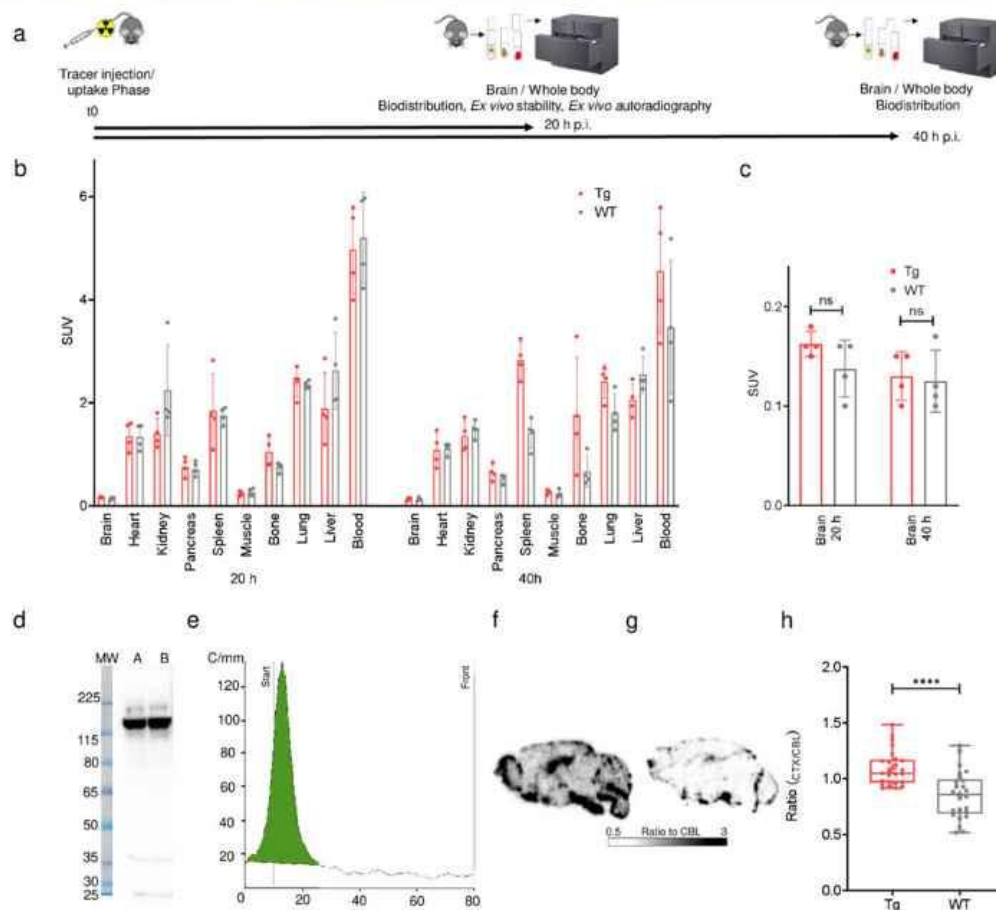 a
Tracer injection/
uptake Phase
t0
Brain / Whole body
Biodistribution, Ex vivo stability, Ex vivo autoradiography
20 h p.i.
Brain / Whole body
Biodistribution
40 h p.i.
b
SUV
6
4
2
0
Tg
WT
Brain
Heart
Kidney
Pancreas
Spleen
Muscle
Bone
Lung
Liver
Blood
20 h
Brain
Heart
Kidney
Pancreas
Spleen
Muscle
Bone
Lung
Liver
Blood
40h
c
Tg
WT
ns
ns
SUV
0.2
0.1
0.0
Brain
20 h
Brain
40 h
d
MW A B
225
115
80
65
50
35
30
25
e
C/mm
120
100
80
60
40
20
Start
Front
0 20 40 60 80
f
g
0.5 Ratio to CBL 3
h
Ratio (CTX/CBL)
2.0
1.5
1.0
0.5
0.0
****
Tg WT